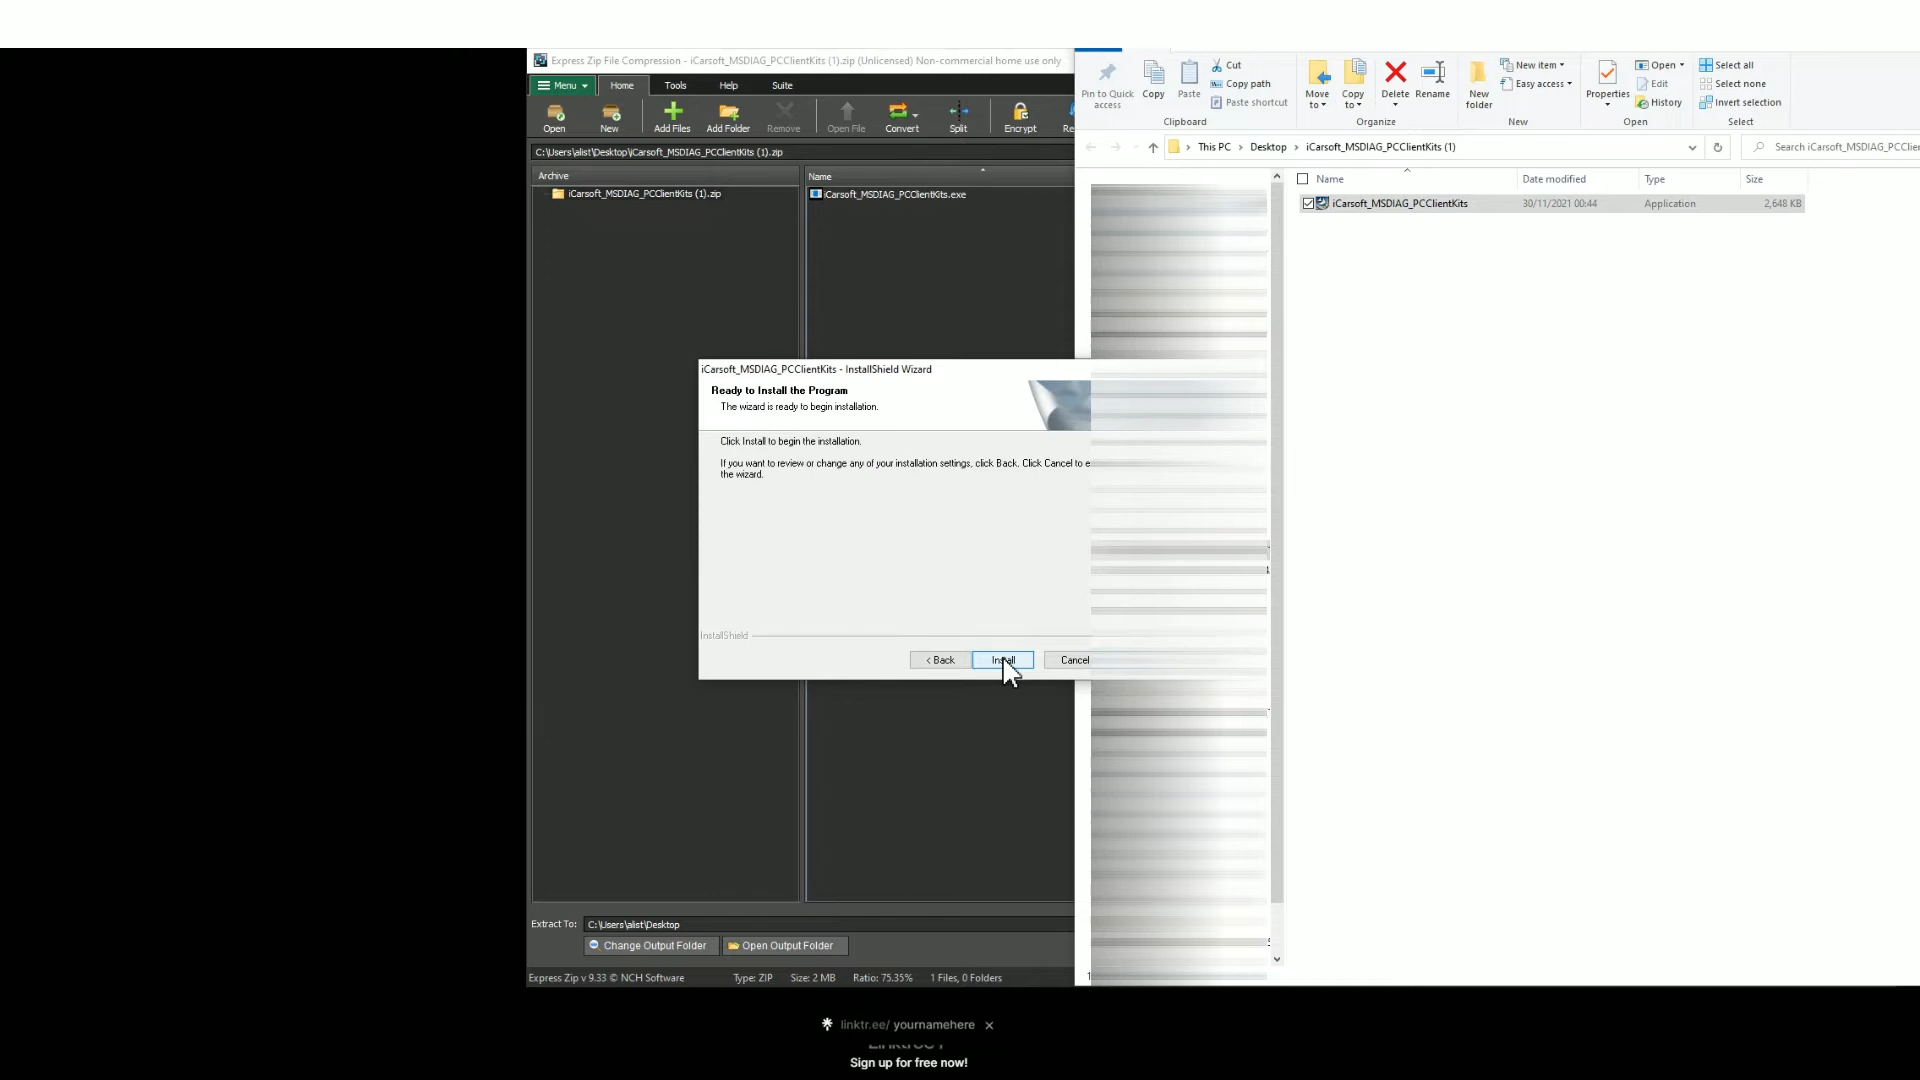 Express Zip File Compression - iCarsoft_MSDIAG_PCClientKits (1).zip (Unlicensed) Non-commercial home use only
Menu Home Tools Help Suite
Open New Add Files Add Folder Remove Open File Convert Split Encrypt
C:\Users\alist\Desktop\iCarsoft_MSDIAG_PCClientKits (1).zip
Archive
iCarsoft_MSDIAG_PCClientKits (1).zip
Name
iCarsoft_MSDIAG_PCClientKits.exe
Pin to Quick access
Copy
Paste
Cut
Copy path
Paste shortcut
Clipboard
Move to
Copy to
Delete
Rename
Organize
New folder
New item
Easy access
New
Properties
Open
Edit
History
Open
Select all
Select none
Invert selection
Select
This PC > Desktop > iCarsoft_MSDIAG_PCClientKits (1)
Search iCarsoft_MSDIAG_PCClie
Name Date modified Type Size
iCarsoft_MSDIAG_PCClientKits 30/11/2021 00:44 Application 2,648 KB
iCarsoft_MSDIAG_PCClientKits - InstallShield Wizard
Ready to Install the Program
The wizard is ready to begin installation.
Click Install to begin the installation.
If you want to review or change any of your installation settings, click Back. Click Cancel to e
the wizard.
InstallShield
< Back Install Cancel
Extract To: C:\Users\alist\Desktop
Change Output Folder Open Output Folder
Express Zip v 9.33 © NCH Software Type: ZIP Size: 2 MB Ratio: 75.35% 1 Files, 0 Folders
linktr.ee/ yournamehere
Sign up for free now!